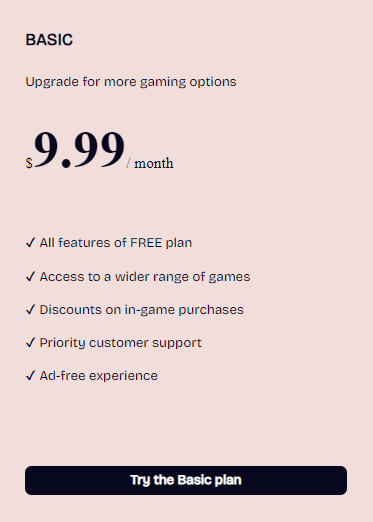 BASIC
Upgrade for more gaming options
$9.99/ month
✓ All features of FREE plan
✓ Access to a wider range of games
✓ Discounts on in-game purchases
✓ Priority customer support
✓ Ad-free experience
Try the Basic plan